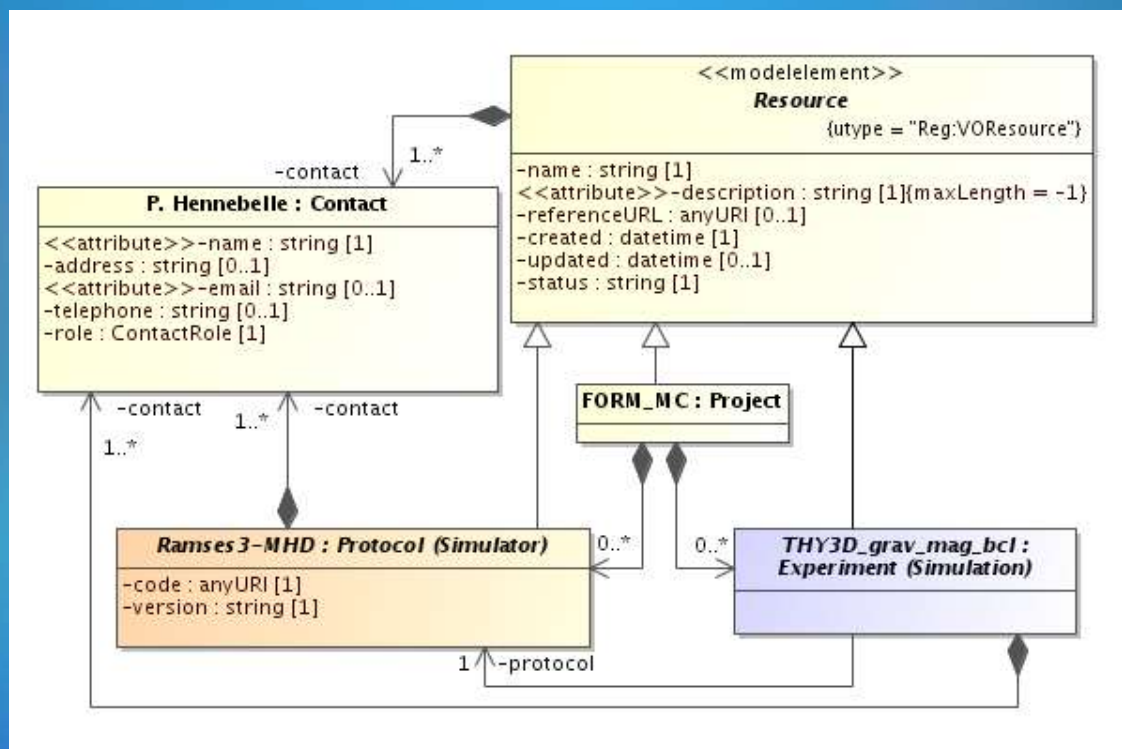 <<modelelement>>
Resource
{utype = "Reg:VOResource"}
-name : string [1]
<<attribute>>-description : string [1]{maxLength = -1}
-referenceURL : anyURI [0..1]
-created : datetime [1]
-updated : datetime [0..1]
-status : string [1]
1..*
-contact
P. Hennebelle : Contact
<<attribute>>-name : string [1]
-address : string [0..1]
<<attribute>>-email : string [0..1]
-telephone : string [0..1]
-role : ContactRole [1]
-contact
1..*
-contact
1..*
FORM_MC : Project
Ramses3-MHD : Protocol (Simulator)
-code : anyURI [1]
-version : string [1]
0..*
0..*
THY3D_grav_mag_bcl :
Experiment (Simulation)
1
-protocol